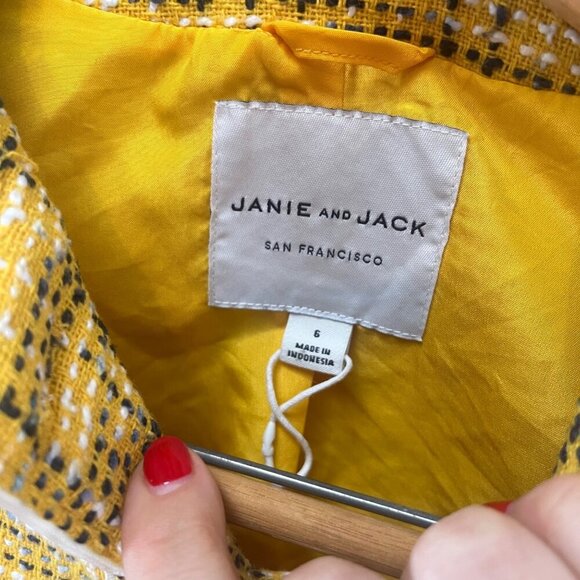 JANIE AND JACK
SAN FRANCISCO
6
MADE IN
INDONESIA